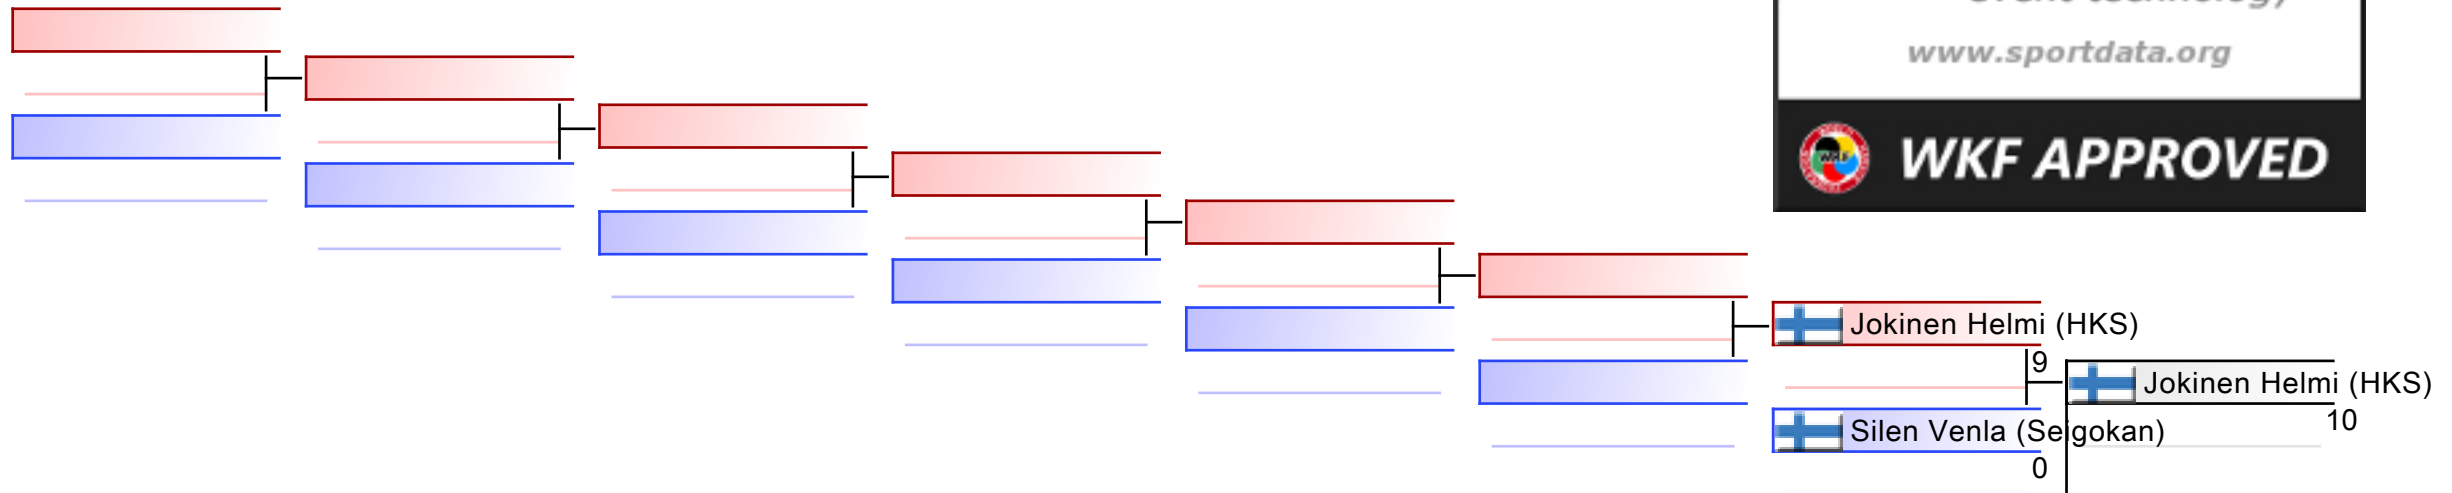 www.sportdata.org
WKF APPROVED
Jokinen Helmi (HKS)
9
Jokinen Helmi (HKS)
10
Silen Venla (Seigokan)
0